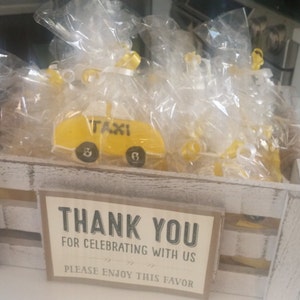 TAXI
THANK YOU
FOR CELEBRATING WITH US
PLEASE ENJOY THIS FAVOR